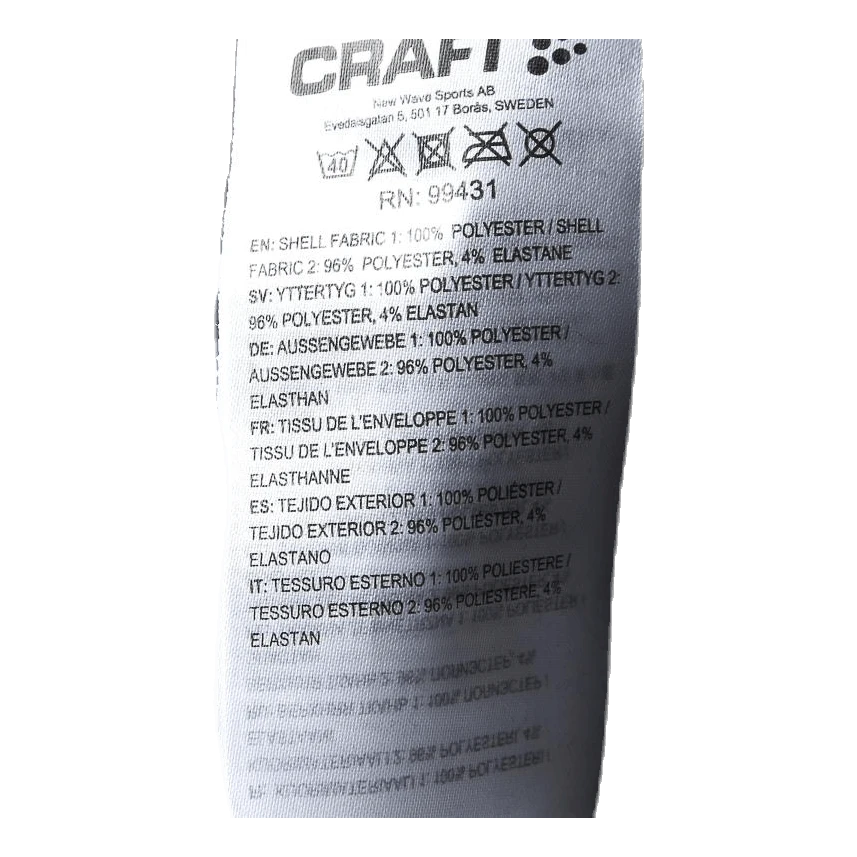 CRAFT
New Wave Sports AB
Evedalsgatan 5, 501 17 Borås, SWEDEN
40
RN: 99431
EN: SHELL FABRIC 1: 100% POLYESTER / SHELL
FABRIC 2: 96% POLYESTER, 4% ELASTANE
SV: YTTERTYG 1: 100% POLYESTER / YTTERTYG 2:
96% POLYESTER, 4% ELASTAN
DE: AUSSENGEWEBE 1: 100% POLYESTER /
AUSSENGEWEBE 2: 96% POLYESTER, 4%
ELASTHAN
FR: TISSU DE L'ENVELOPPE 1: 100% POLYESTER /
TISSU DE L'ENVELOPPE 2: 96% POLYESTER, 4%
ELASTHANNE
ES: TEJIDO EXTERIOR 1: 100% POLIÉSTER /
TEJIDO EXTERIOR 2: 96% POLIÉSTER, 4%
ELASTANO
IT: TESSUTO ESTERNO 1: 100% POLIESTERE /
TESSURO ESTERNO 2: 96% POLIESTERE, 4%
ELASTAN